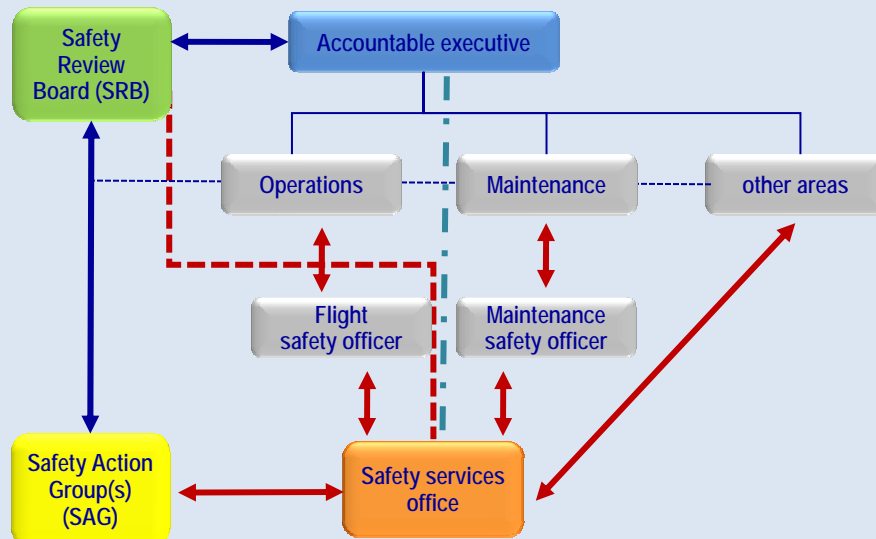 Safety
Review
Board (SRB)
Accountable executive
Operations
Maintenance
other areas
Flight
safety officer
Maintenance
safety officer
Safety Action
Group(s)
(SAG)
Safety services
office